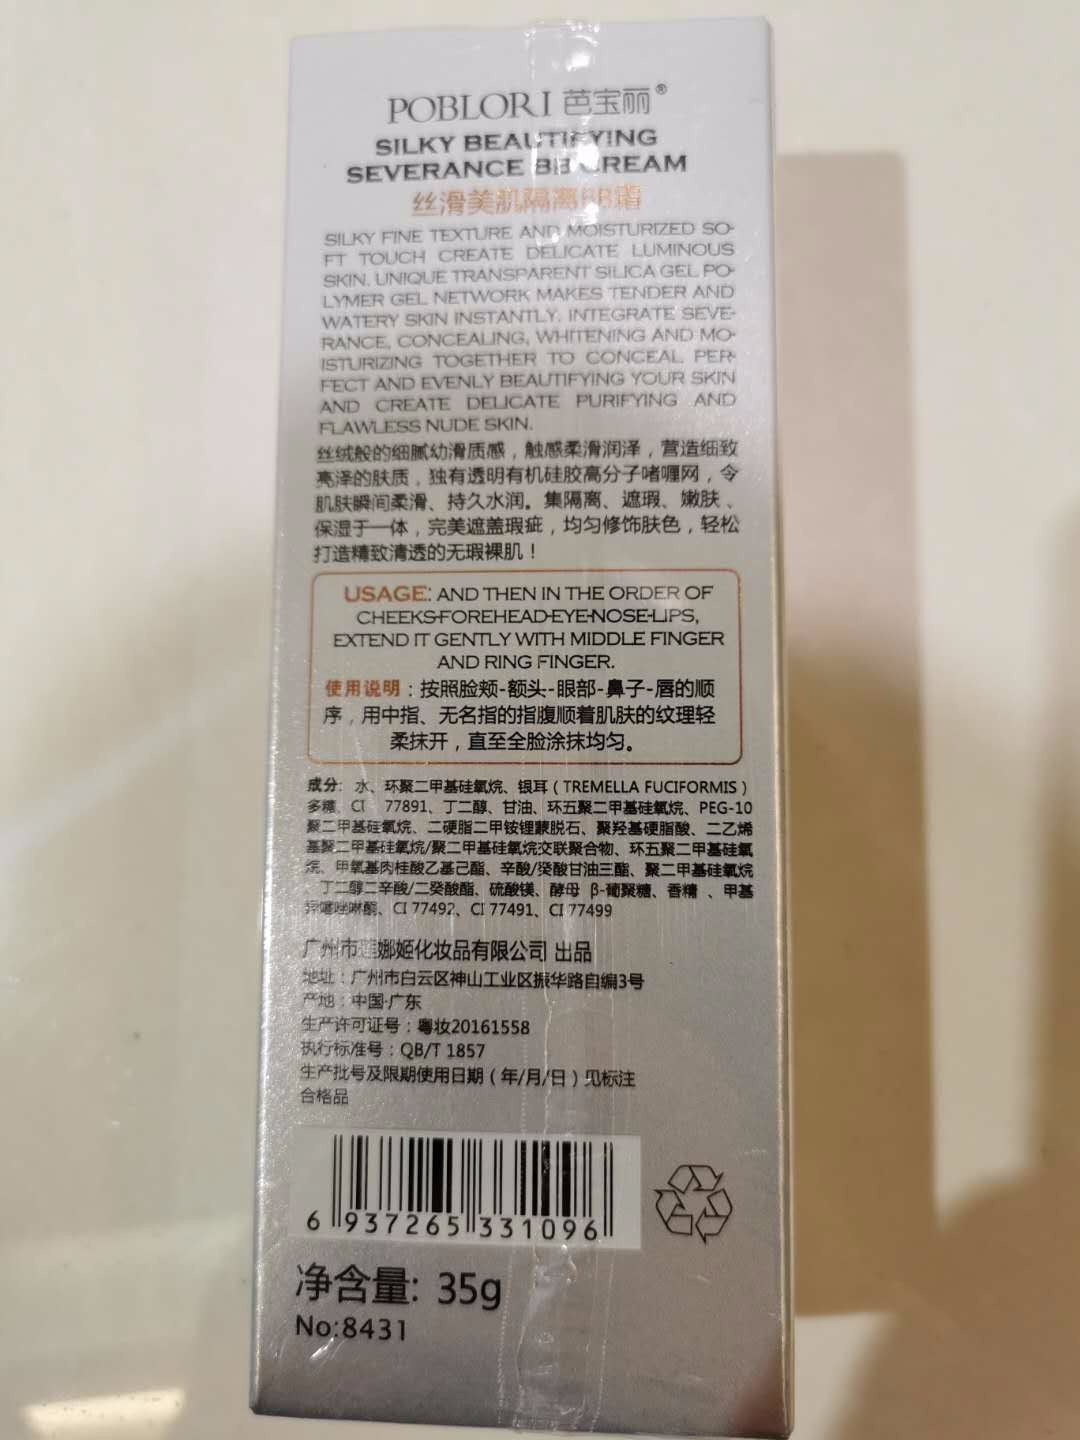 POBLORI 芭宝丽®
SILKY BEAUTIFYING
SEVERANCE BB CREAM
丝滑美肌隔离BB霜
SILKY FINE TEXTURE AND MOISTURIZED SO-
FT TOUCH CREATE DELICATE LUMINOUS
SKIN. UNIQUE TRANSPARENT SILICA GEL PO-
LYMER GEL NETWORK MAKES TENDER AND
WATERY SKIN INSTANTLY. INTEGRATE SEVE-
RANCE, CONCEALING, WHITENING AND MO-
ISTURIZING TOGETHER TO CONCEAL PER-
FECT AND EVENLY BEAUTIFYING YOUR SKIN
AND CREATE DELICATE PURIFYING AND
FLAWLESS NUDE SKIN.
丝绒般的细腻幼滑质感，触感柔滑润泽，营造细致
亮泽的肤质，独有透明有机硅胶高分子啫喱网，令
肌肤瞬间柔滑、持久水润。集隔离、遮瑕、嫩肤、
保湿于一体，完美遮盖瑕疵，均匀修饰肤色，轻松
打造精致清透的无瑕裸肌！
USAGE: AND THEN IN THE ORDER OF
CHEEKS-FOREHEAD-EYE-NOSE-LIPS,
EXTEND IT GENTLY WITH MIDDLE FINGER
AND RING FINGER.
使用说明：按照脸颊-额头-眼部-鼻子-唇的顺
序，用中指、无名指的指腹顺着肌肤的纹理轻
柔抹开，直至全脸涂抹均匀。
成分：水、环聚二甲基硅氧烷、银耳（TREMELLA FUCIFORMIS）
多糖、CI 77891、丁二醇、甘油、环五聚二甲基硅氧烷、PEG-10
聚二甲基硅氧烷、二硬脂二甲铵锂蒙脱石、聚羟基硬脂酸、二乙烯
基聚二甲基硅氧烷/聚二甲基硅氧烷交联聚合物、环五聚二甲基硅氧
烷、甲氧基肉桂酸乙基己酯、辛酸/癸酸甘油三酯、聚二甲基硅氧烷
、丁二醇二辛酸/二癸酸酯、硫酸镁、酵母 β-葡聚糖、香精 、甲基
异噻唑啉酮、CI 77492、CI 77491、CI 77499
广州市娜姬化妆品有限公司 出品
地址：广州市白云区神山工业区振华路自编3号
产地：中国·广东
生产许可证号：粤妆20161558
执行标准号：QB/T 1857
生产批号及限期使用日期（年/月/日）见标注
合格品
6 937265 331096
净含量: 35g
No:8431